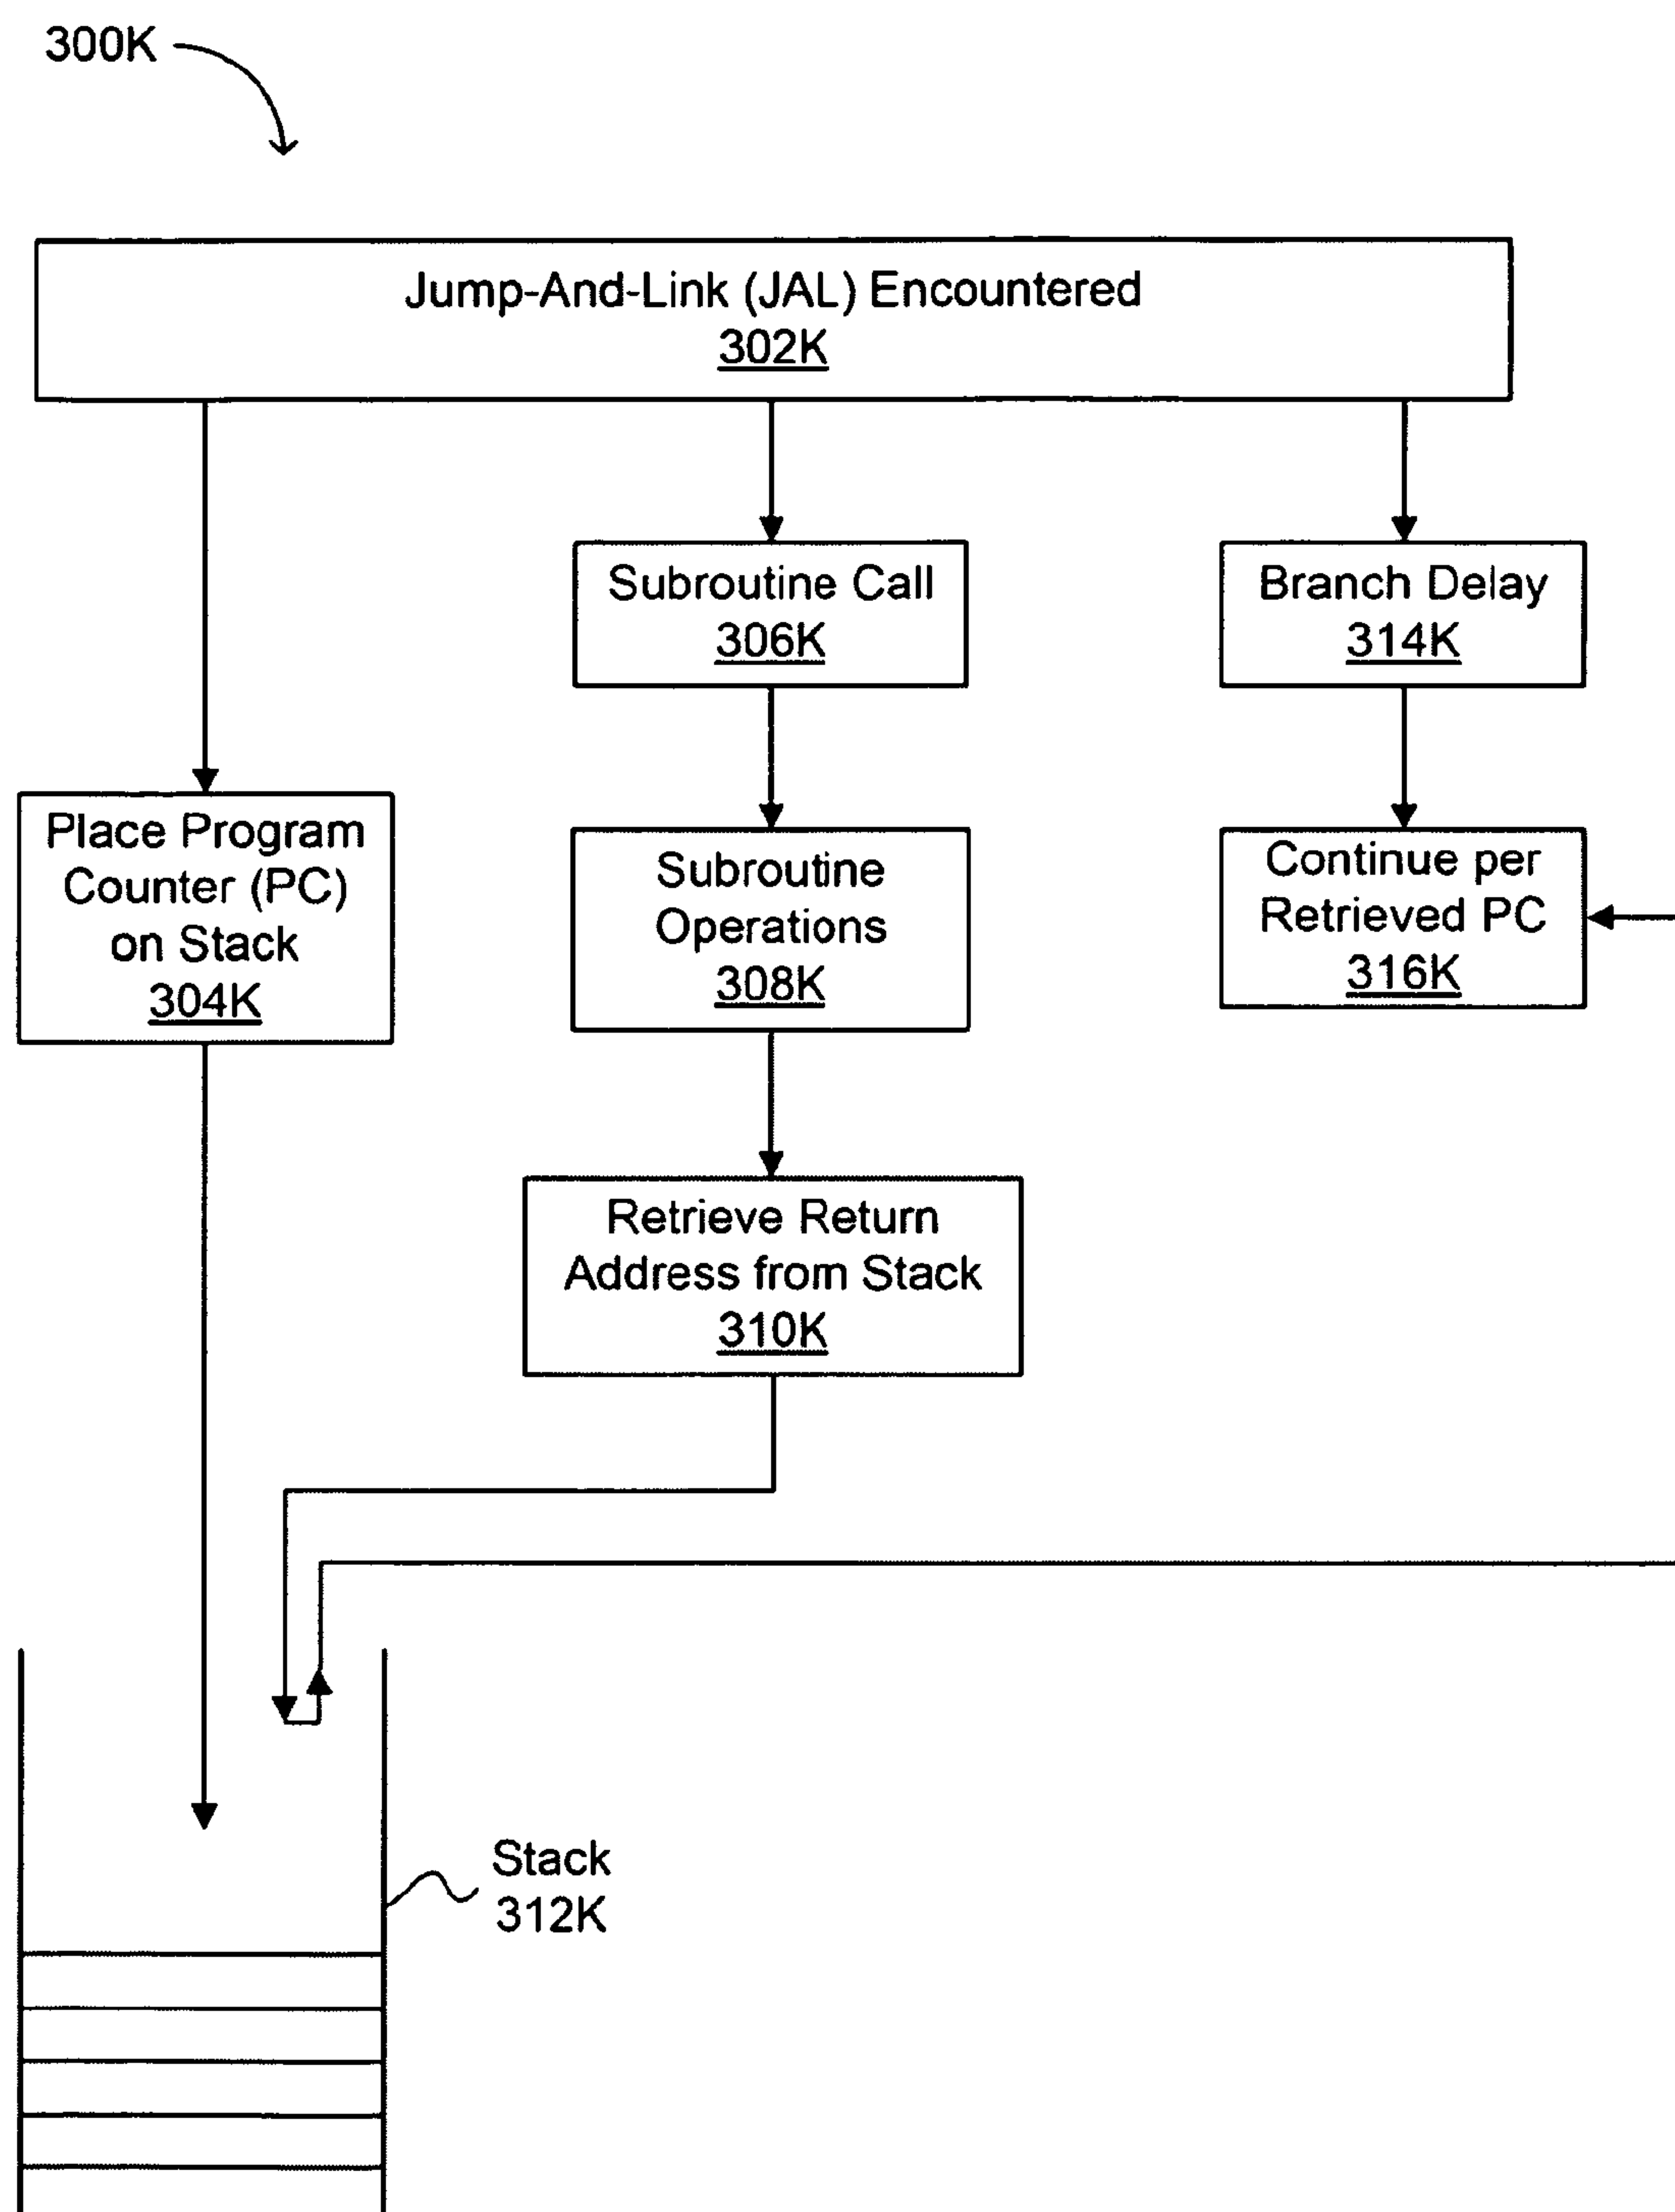 300K
Jump-And-Link (JAL) Encountered
302K
Subroutine Call
306K
Branch Delay
314K
Place Program
Counter (PC)
on Stack
304K
Subroutine
Operations
308K
Continue per
Retrieved PC
316K
Retrieve Return
Address from Stack
310K
Stack
312K